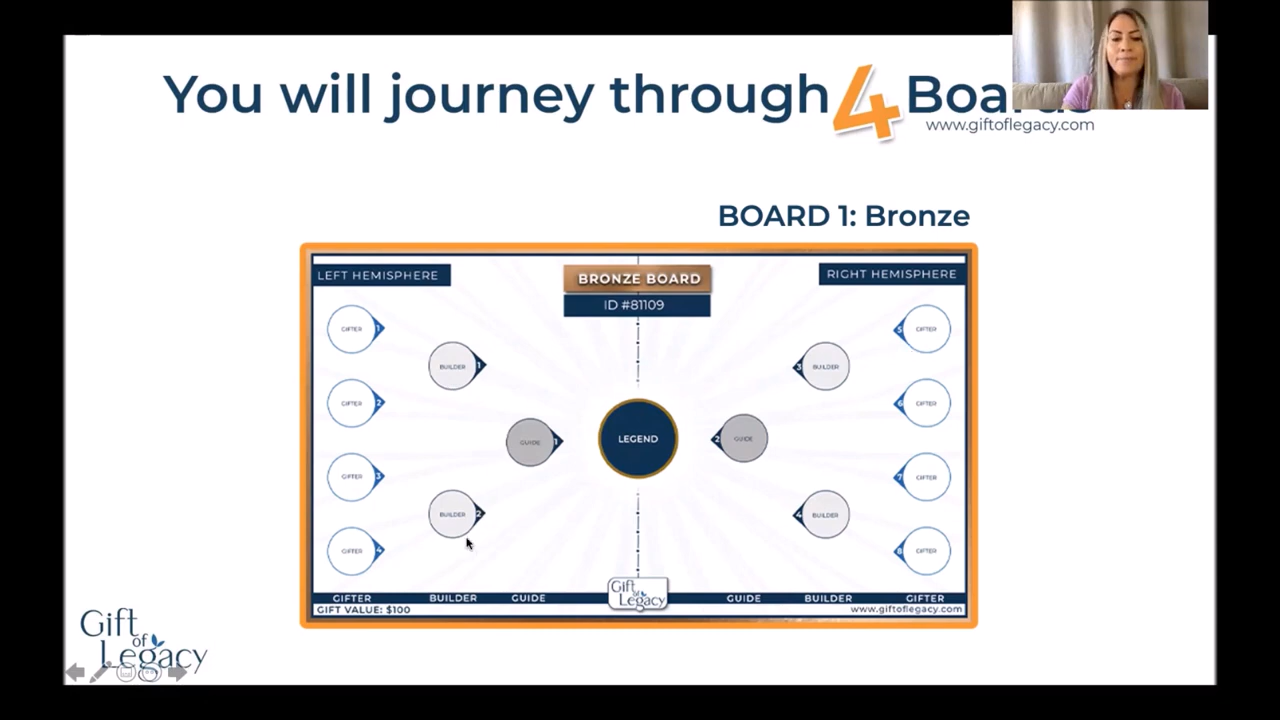 You will journey through 4 Boards
www.giftoflegacy.com
BOARD 1: Bronze
LEFT HEMISPHERE
BRONZE BOARD
RIGHT HEMISPHERE
ID #81109
GIFTER 1
5 GIFTER
BUILDER 1
3 BUILDER
GIFTER 2
6 GIFTER
GUIDE 1
LEGEND
2 GUIDE
GIFTER 3
7 GIFTER
BUILDER 2
4 BUILDER
GIFTER 4
8 GIFTER
GIFTER BUILDER GUIDE
Gift of Legacy
GUIDE BUILDER GIFTER
GIFT VALUE: $100
www.giftoflegacy.com
Gift
of
Legacy